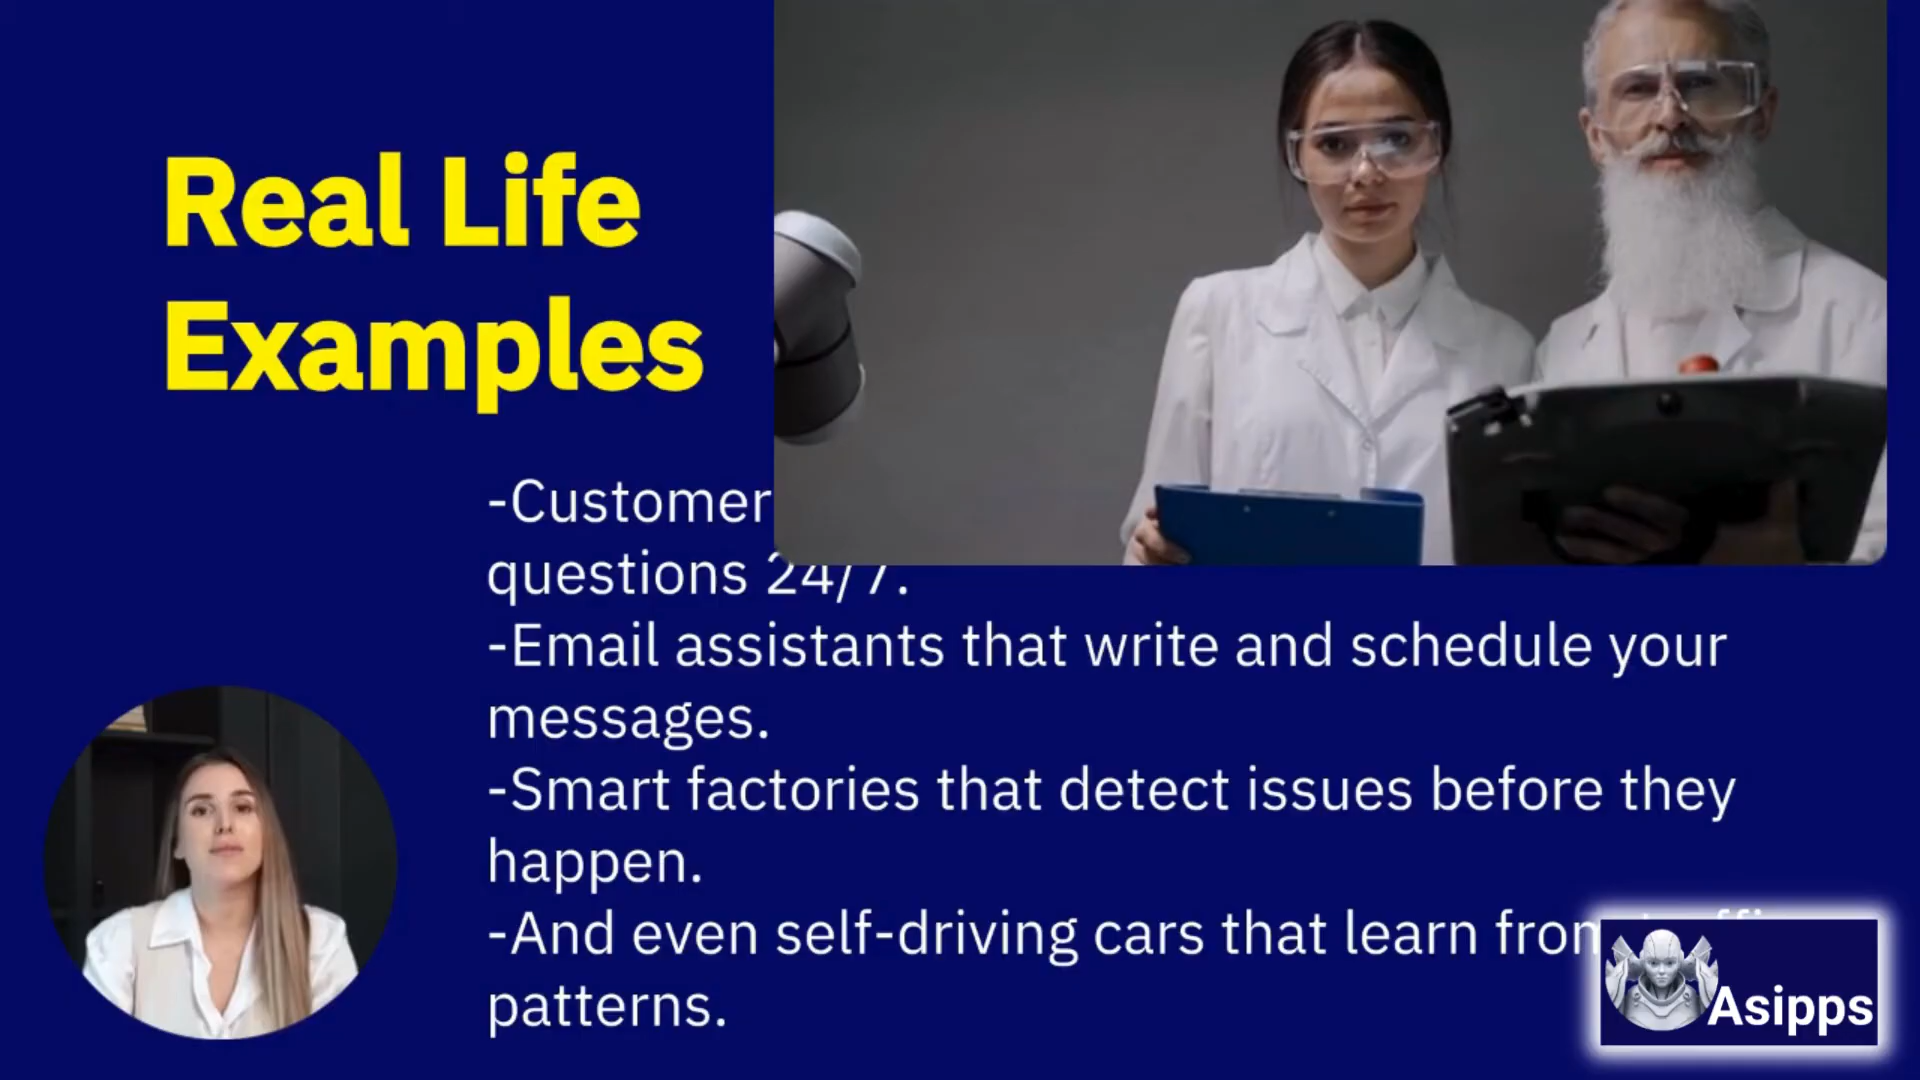 Real Life
Examples
-Customer
questions 24/7.
-Email assistants that write and schedule your
messages.
-Smart factories that detect issues before they
happen.
-And even self-driving cars that learn from
patterns.
Asipps